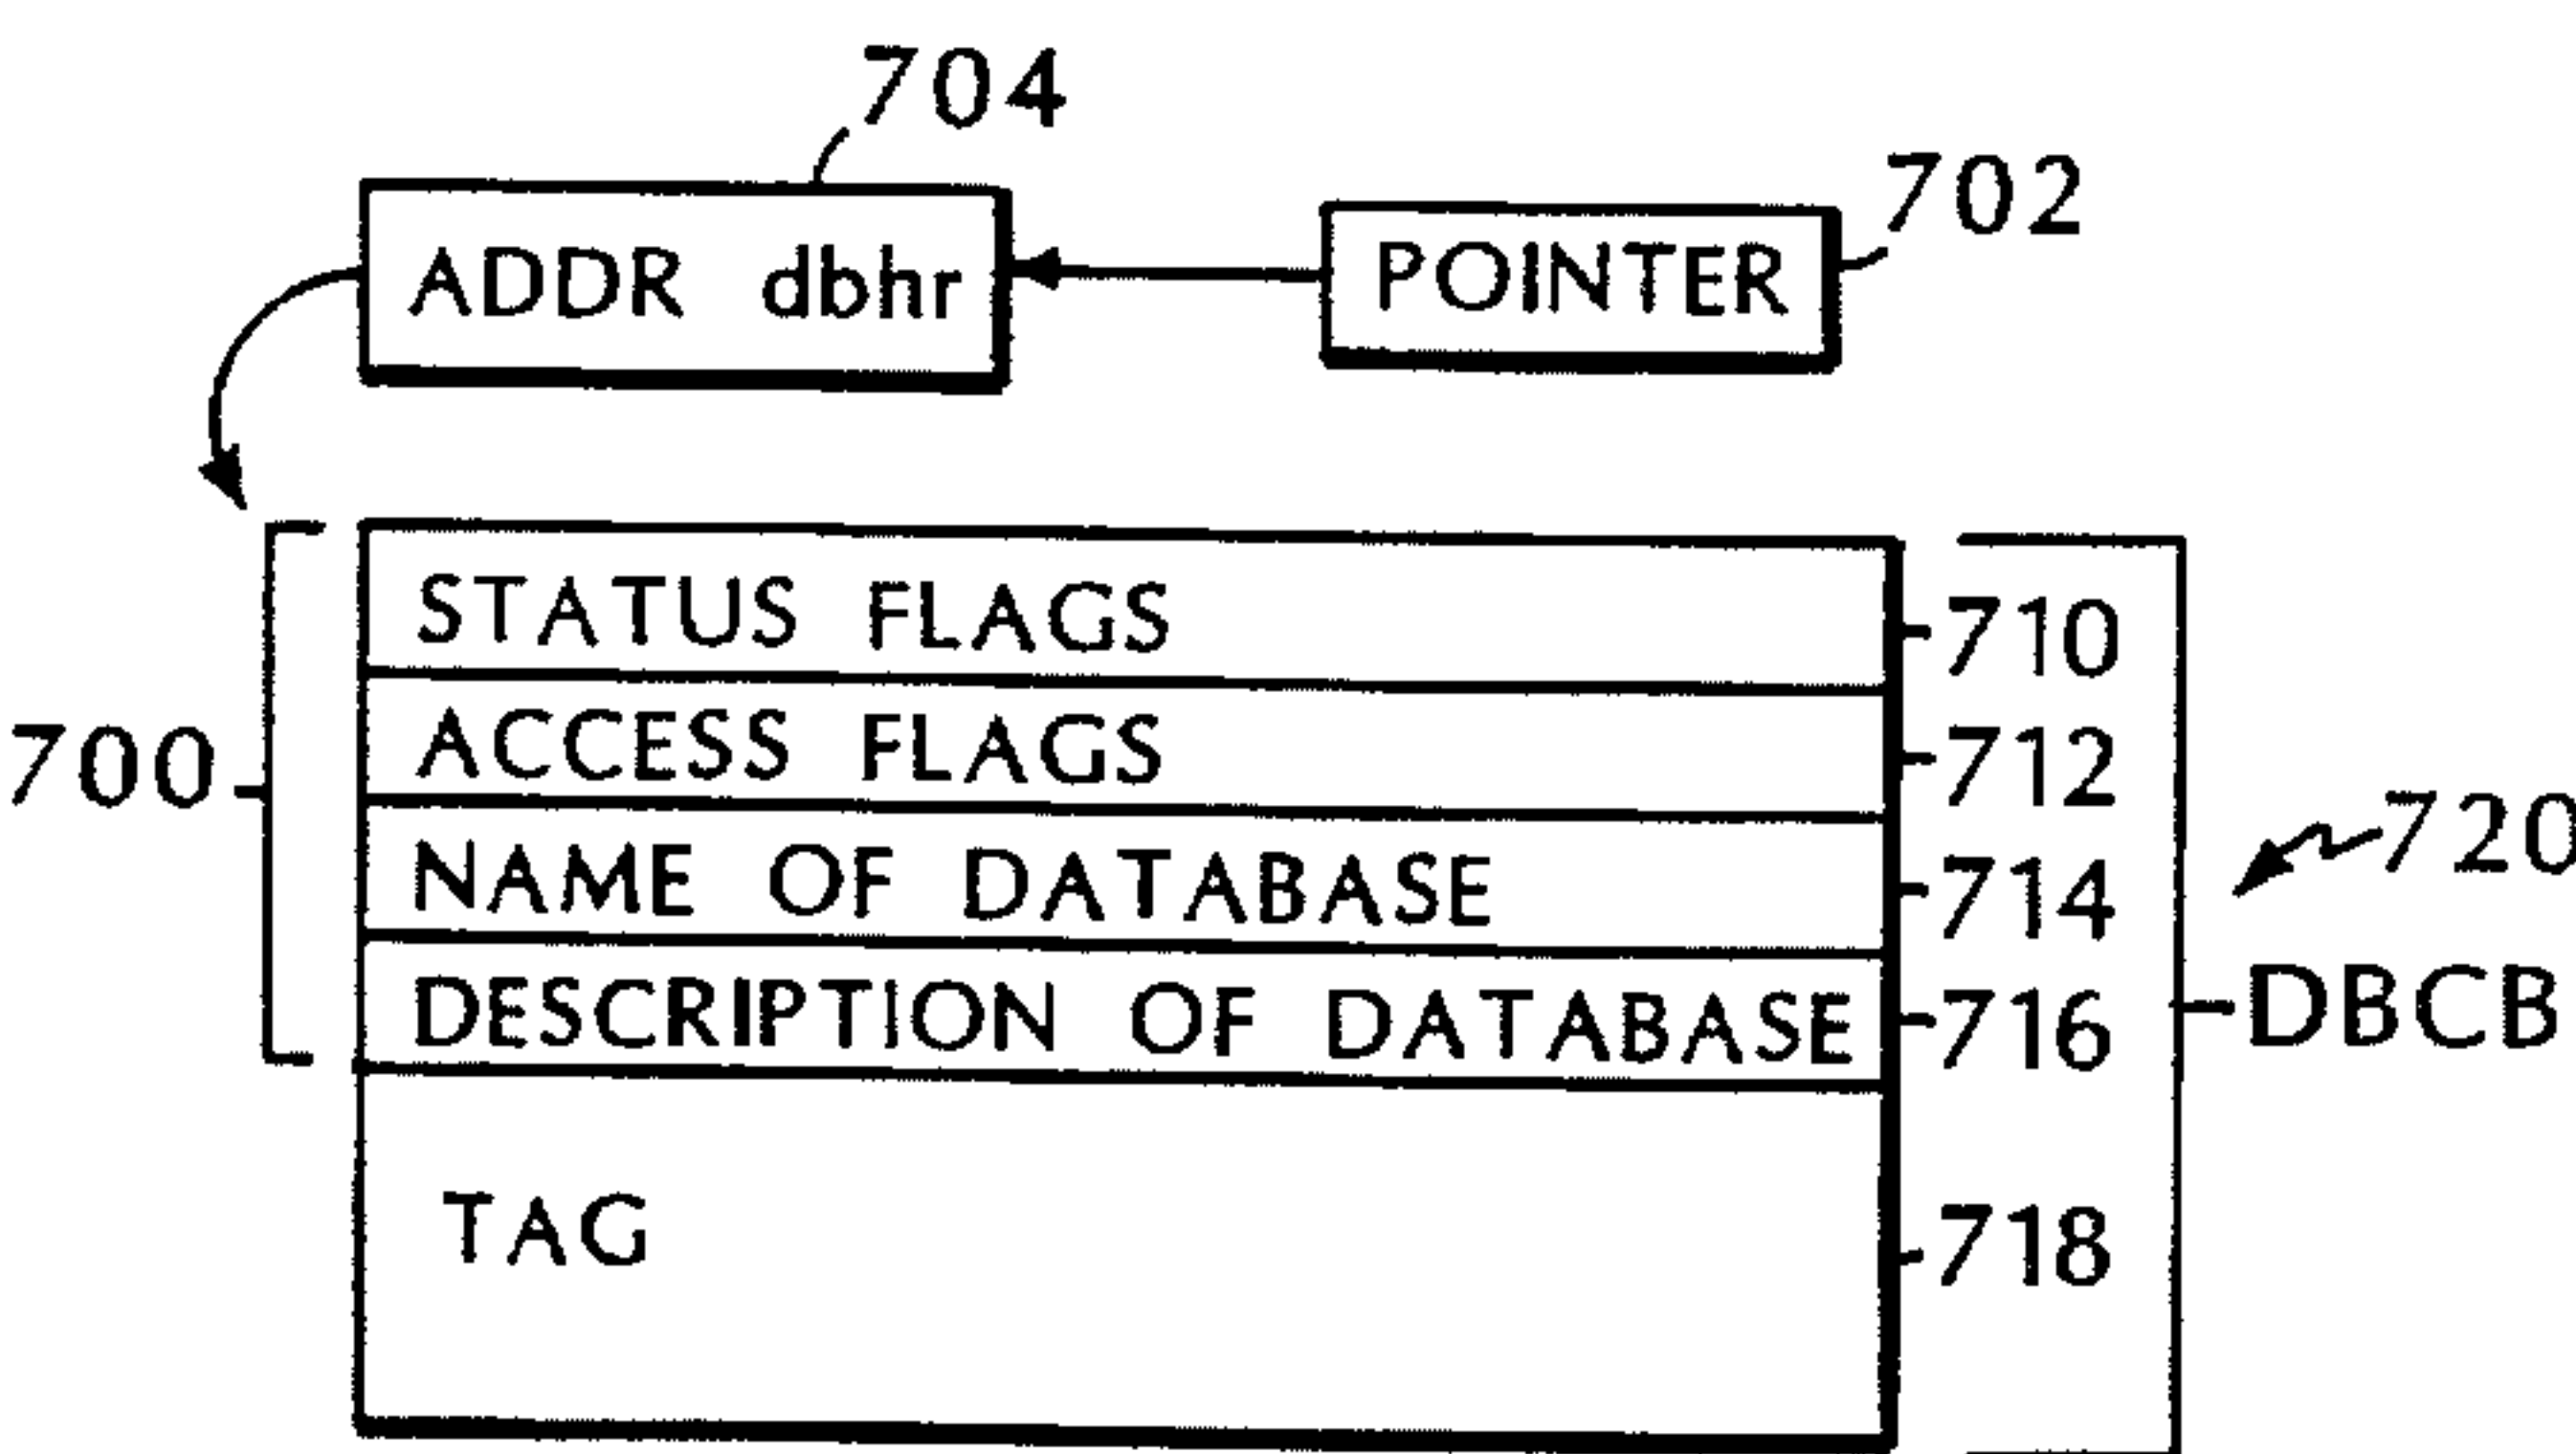 704
702
ADDR dbhr
POINTER
STATUS FLAGS
710
ACCESS FLAGS
712
700
NAME OF DATABASE
714
720
DESCRIPTION OF DATABASE
716
DBCB
TAG
718